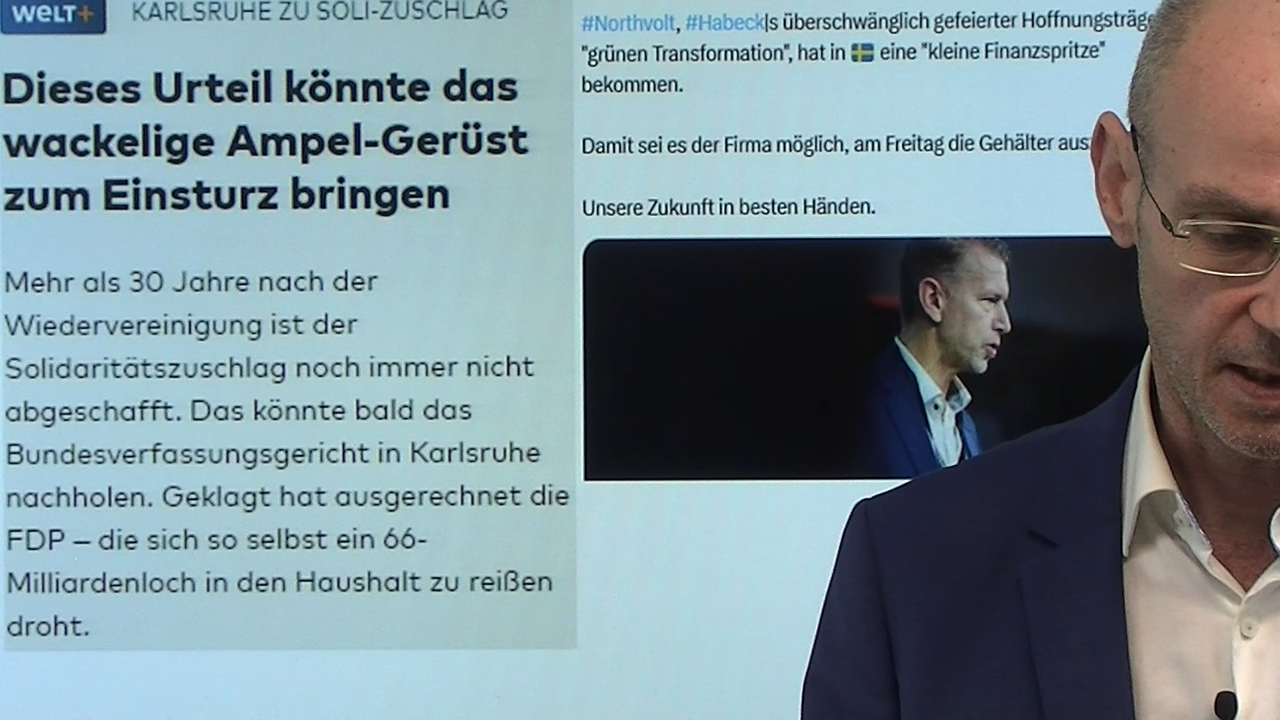 WELT+ KARLSRUHE ZU SOLI-ZUSCHLAG
Dieses Urteil könnte das
wackelige Ampel-Gerüst
zum Einsturz bringen
Mehr als 30 Jahre nach der
Wiedervereinigung ist der
Solidaritätszuschlag noch immer nicht
abgeschafft. Das könnte bald das
Bundesverfassungsgericht in Karlsruhe
nachholen. Geklagt hat ausgerechnet die
FDP – die sich so selbst ein 66-
Milliardenloch in den Haushalt zu reißen
droht.
#Northvolt, #Habeck|s überschwänglich gefeierter Hoffnungsträge
"grünen Transformation", hat in 🇸🇪 eine "kleine Finanzspritze"
bekommen.
Damit sei es der Firma möglich, am Freitag die Gehälter aus
Unsere Zukunft in besten Händen.